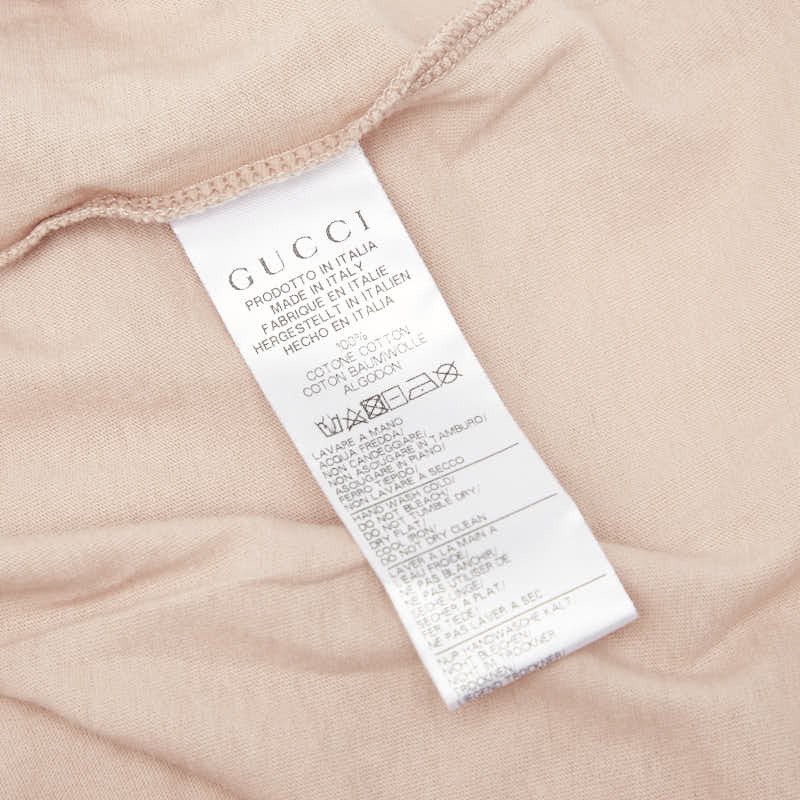 GUCCI
PRODOTTO IN ITALIA
MADE IN ITALY
FABRIQUE EN ITALIE
HERGESTELLT IN ITALIEN
HECHO EN ITALIA
100%
COTONE COTTON
COTON BAUMWOLLE
ALGODON
LAVARE A MANO
ACQUA FREDDA/
NON CANDEGGIARE/
NON ASCIUGARE IN TAMBURO/
ASCIUGARE IN PIANO/
FERRO TIEPIDO/
NON LAVARE A SECCO
HAND WASH COLD/
DO NOT BLEACH/
DO NOT TUMBLE DRY/
DRY FLAT/
COOL IRON/
DO NOT DRY CLEAN
LAVER A LA MAIN A
L'EAU FROIDE/
NE PAS BLANCHIR/
NE PAS UTILISER DE
SECHE LINGE/
SECHER A PLAT/
FER TIEDE/
NE PAS LAVER A SEC
NUR HANDWASCHE KALT/
NICHT BLEICHEN/
TROCKNER